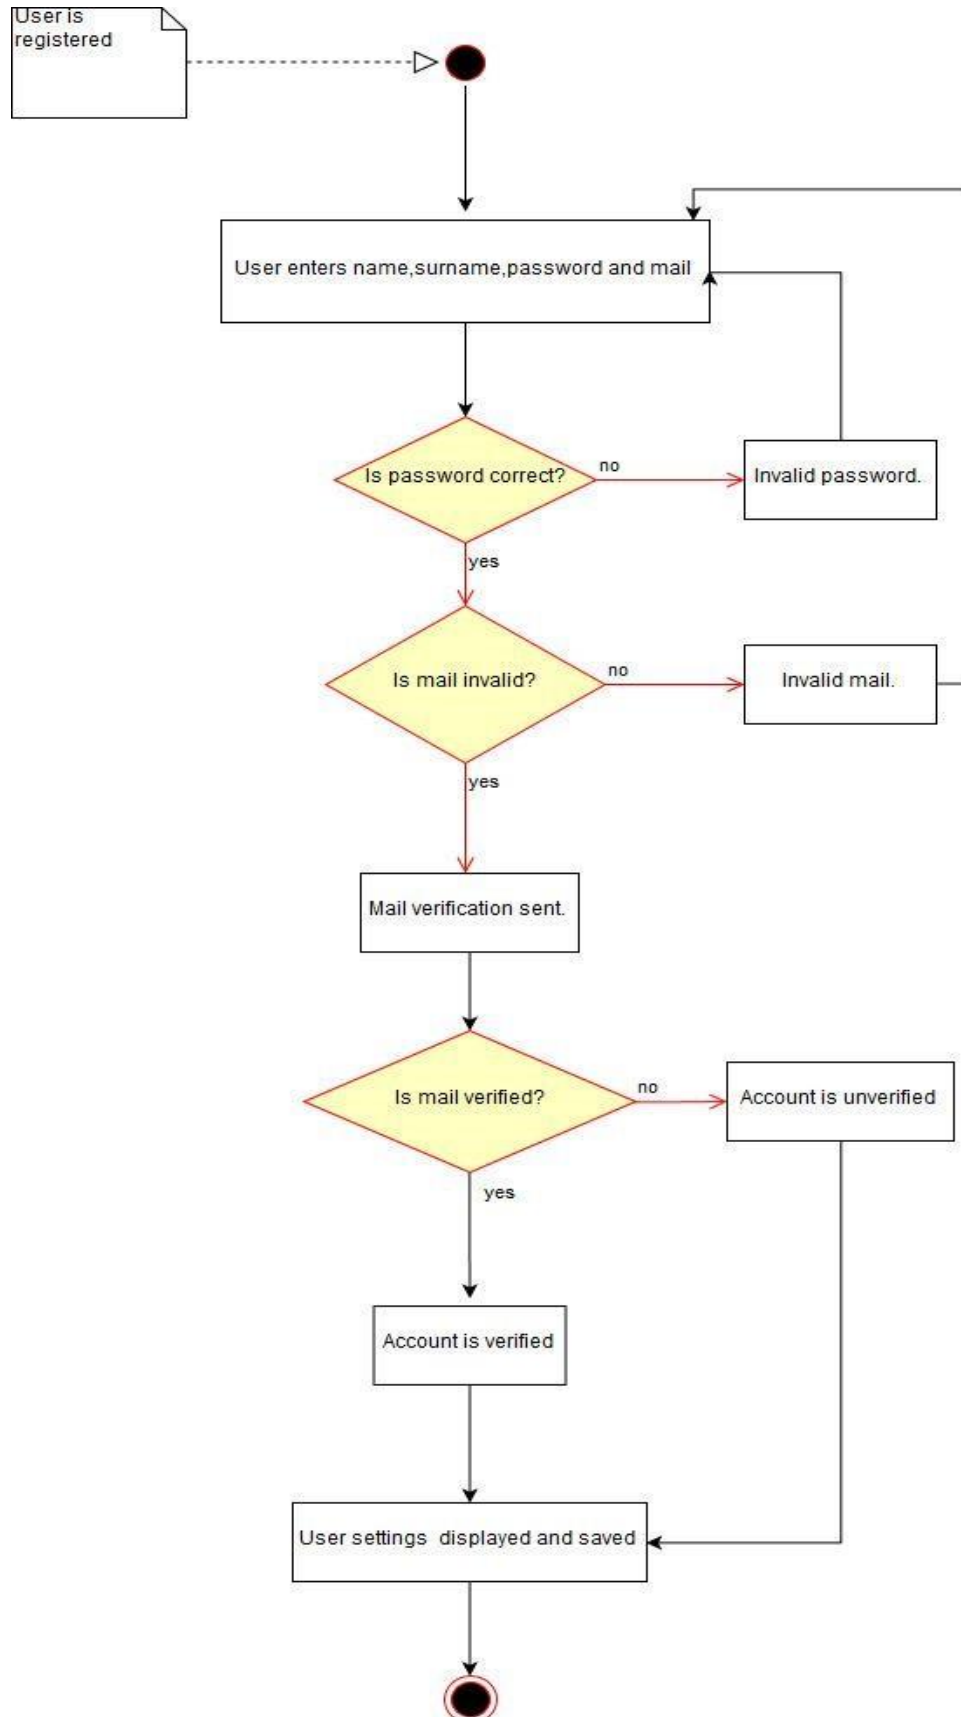 User is
registered
User enters name,surname,password and mail
Is password correct?
no
Invalid password.
yes
Is mail invalid?
no
Invalid mail.
yes
Mail verification sent.
Is mail verified?
no
Account is unverified
yes
Account is verified
User settings  displayed and saved